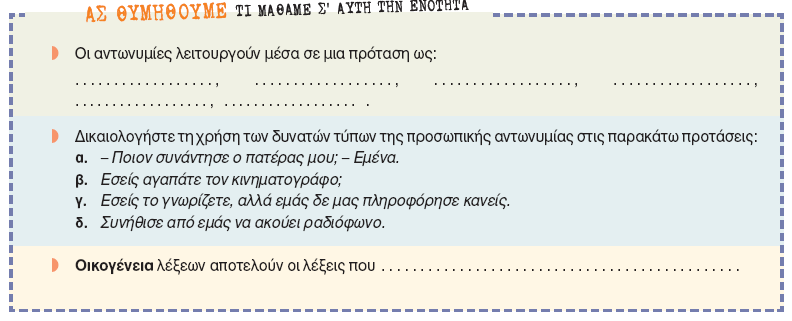 ΑΣ ΘΥΜΗΘΟΥΜΕ ΤΙ ΜΑΘΑΜΕ Σ' ΑΥΤΗ ΤΗΝ ΕΝΟΤΗΤΑ
Οι αντωνυμίες λειτουργούν μέσα σε μια πρόταση ως:
. . . . . . . . . . . . . . . . . . , . . . . . . . . . . . . . . . . . . , . . . . . . . . . . . . . . . . . . , . . . . . . . . . . . . . . . . . . ,
. . . . . . . . . . . . . . . . . . , . . . . . . . . . . . . . . . . . . .
Δικαιολογήστε τη χρήση των δυνατών τύπων της προσωπικής αντωνυμίας στις παρακάτω προτάσεις:
α. – Ποιον συνάντησε ο πατέρας μου; – Εμένα.
β. Εσείς αγαπάτε τον κινηματογράφο;
γ. Εσείς το γνωρίζετε, αλλά εμάς δε μας πληροφόρησε κανείς.
δ. Συνήθισε από εμάς να ακούει ραδιόφωνο.
Οικογένεια λέξεων αποτελούν οι λέξεις που . . . . . . . . . . . . . . . . . . . . . . . . . . . . . . . . . . . . . . . . . . . . . . .